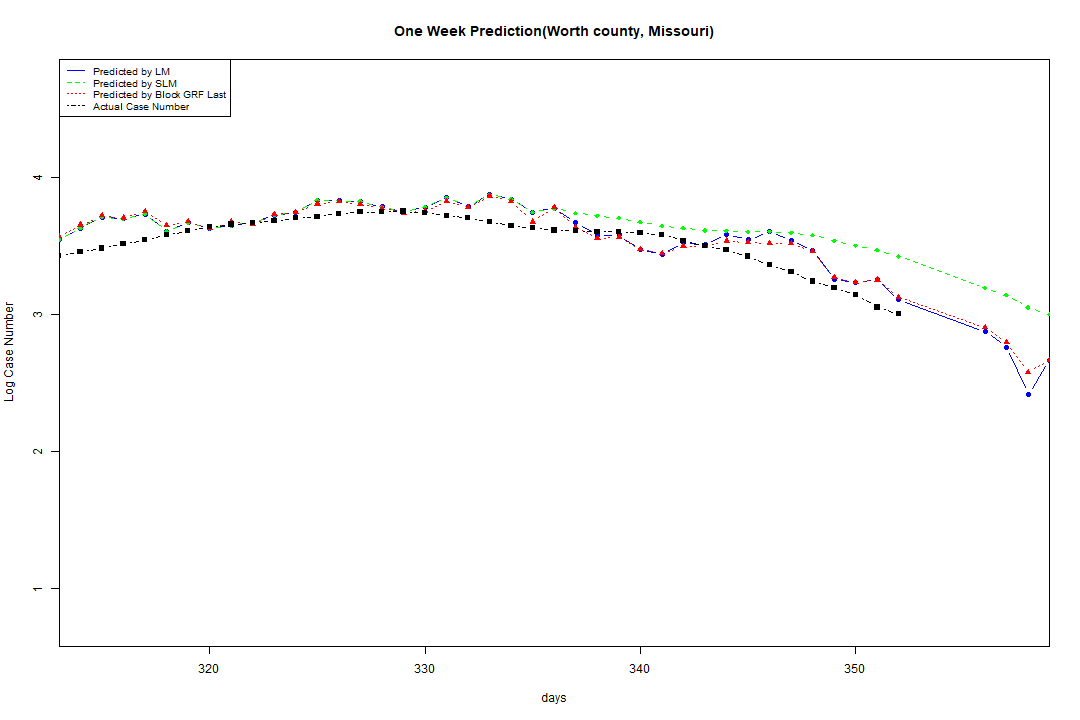 One Week Prediction(Worth county, Missouri)
Predicted by LM
Predicted by SLM
Predicted by Block GRF Last
Actual Case Number
4
3
2
1
Log Case Number
320 330 340 350
days